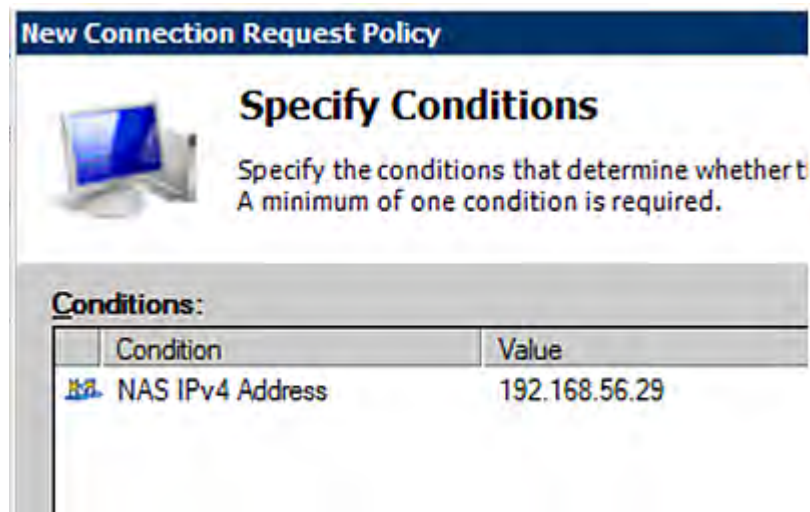 New Connection Request Policy
Specify Conditions
Specify the conditions that determine whether t
A minimum of one condition is required.
Conditions:
Condition Value
NAS IPv4 Address 192.168.56.29